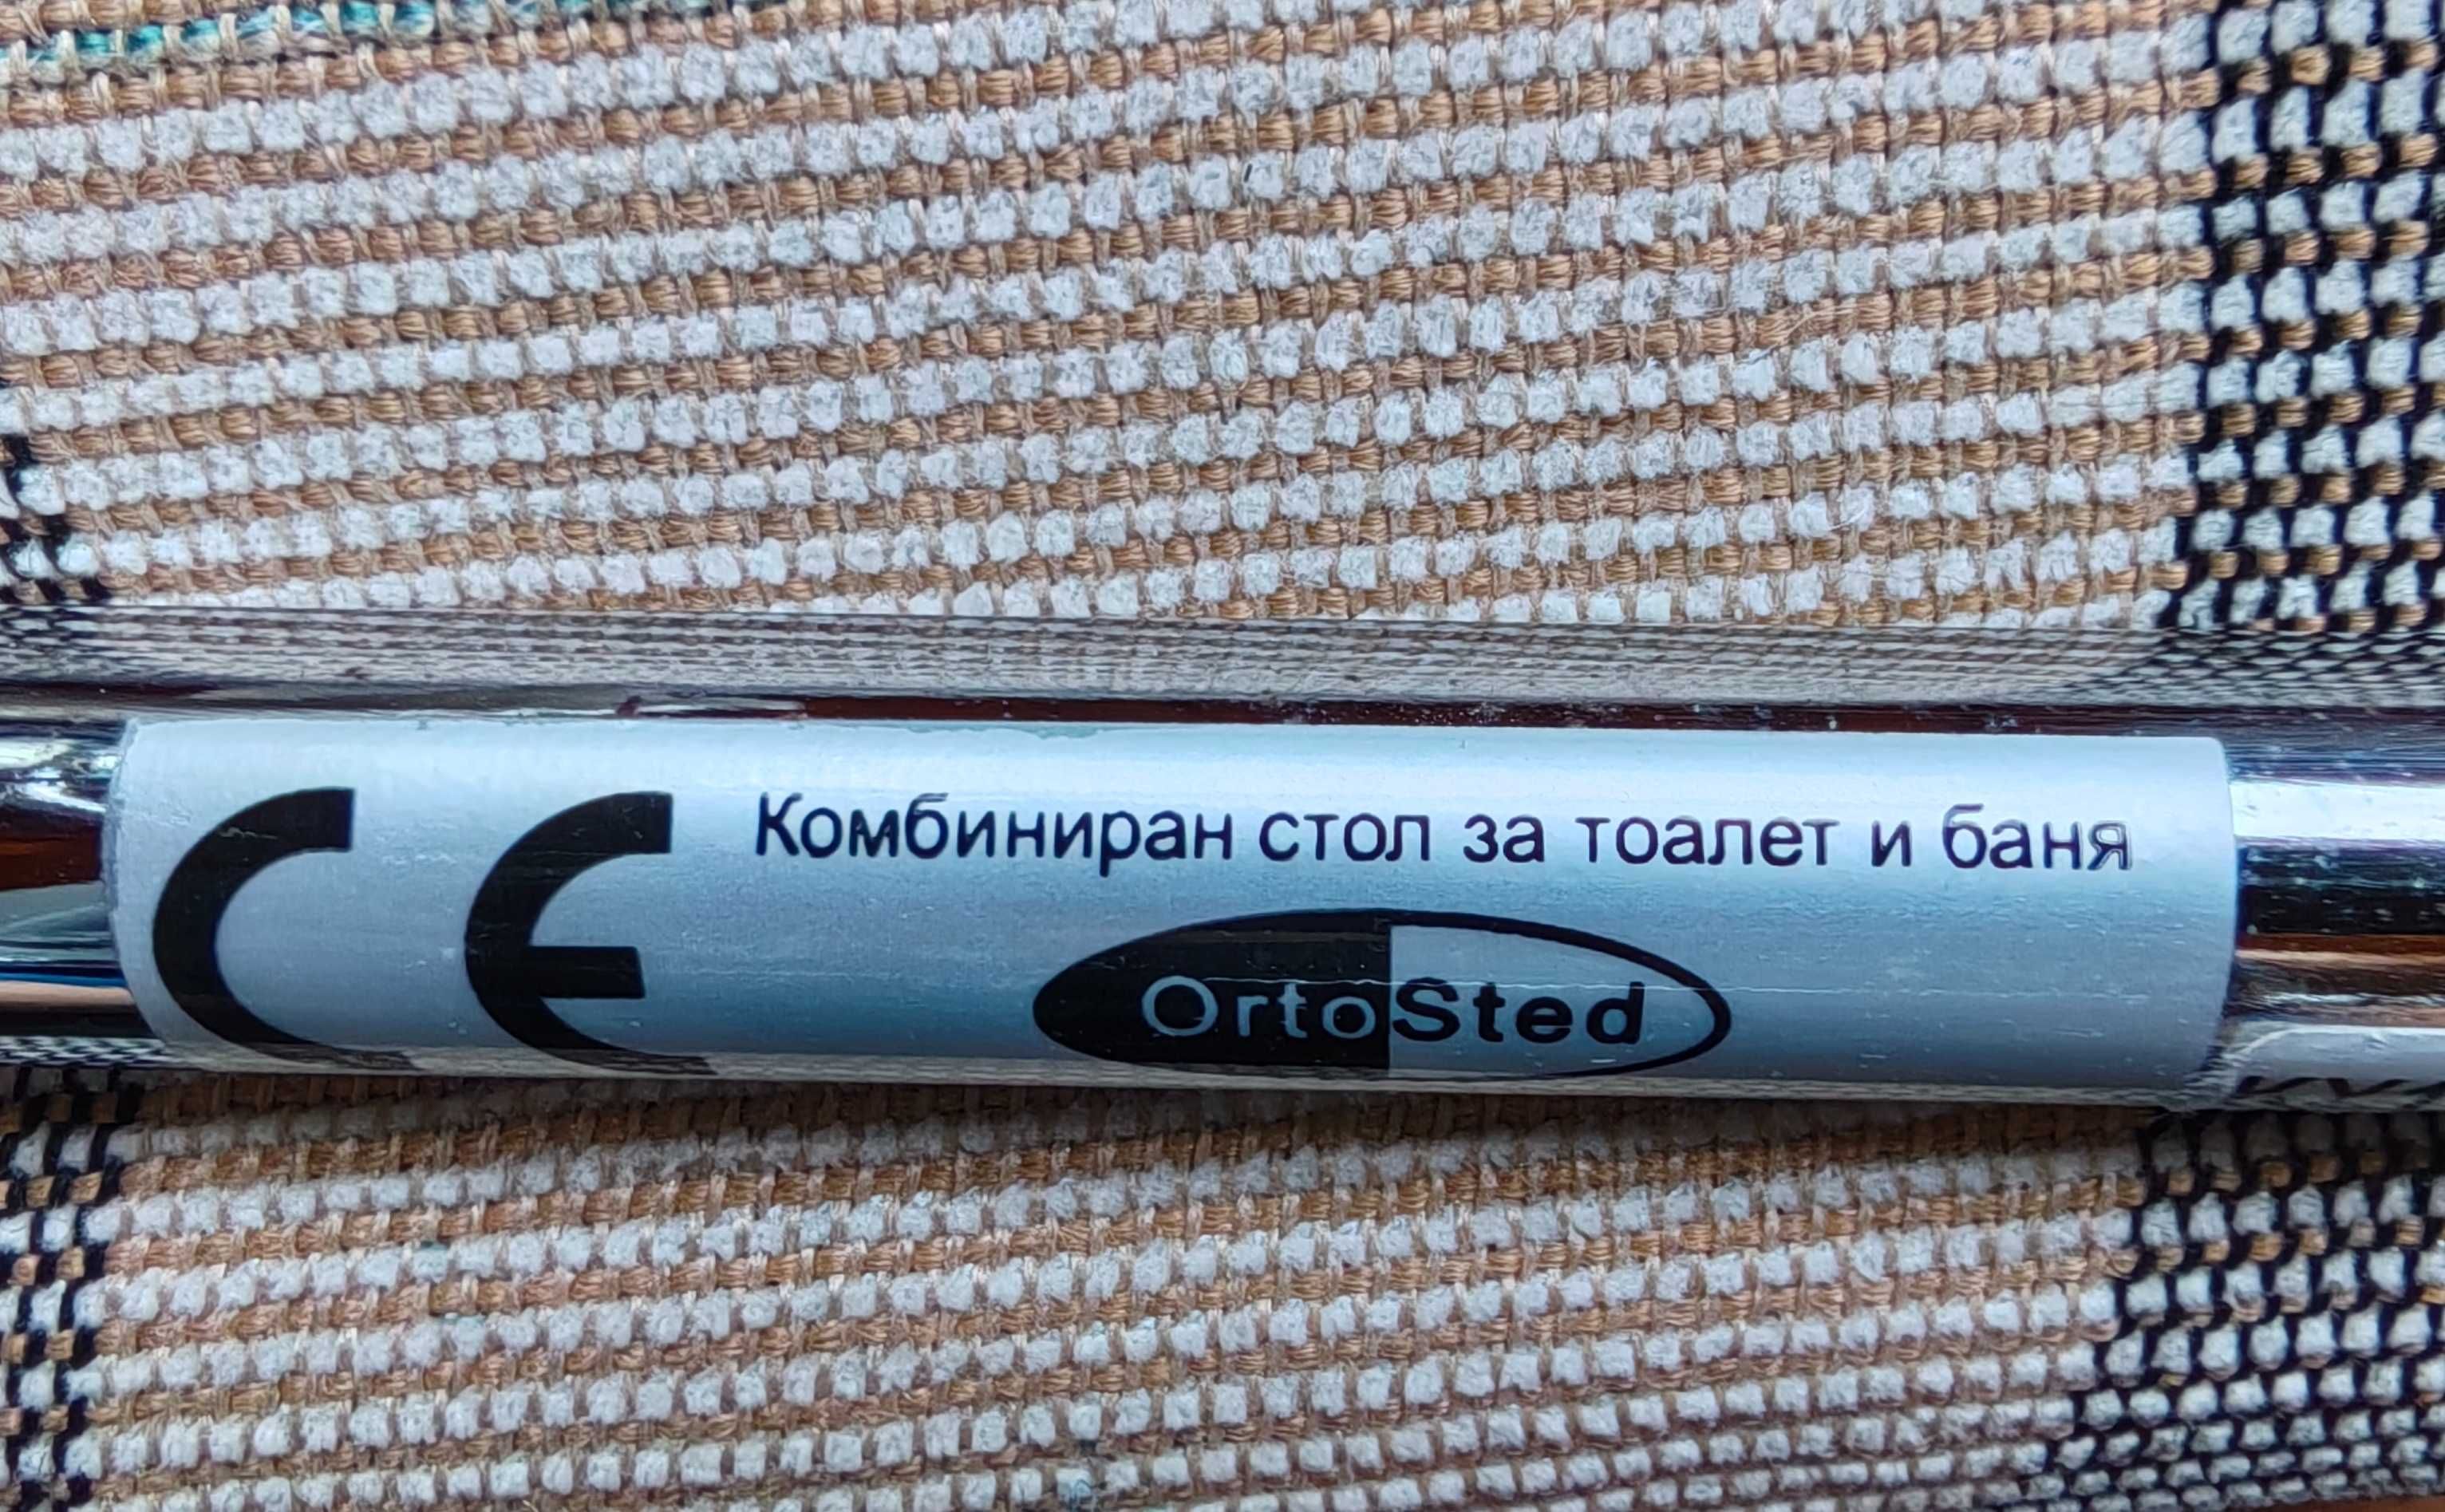 CE
Комбиниран стол за тоалет и баня
OrtoSted